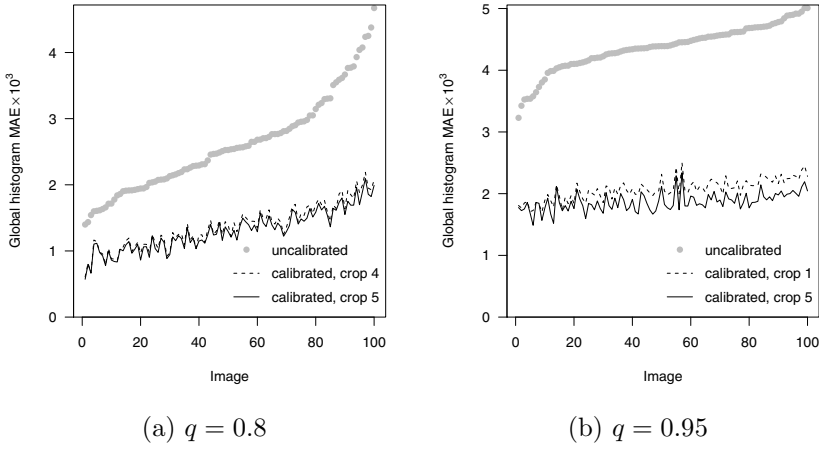 Global histogram MAE×10³
4
3
2
1
0
uncalibrated
calibrated, crop 4
calibrated, crop 5
0 20 40 60 80 100
Image
(a) q = 0.8
Global histogram MAE×10³
5
4
3
2
1
0
uncalibrated
calibrated, crop 1
calibrated, crop 5
0 20 40 60 80 100
Image
(b) q = 0.95